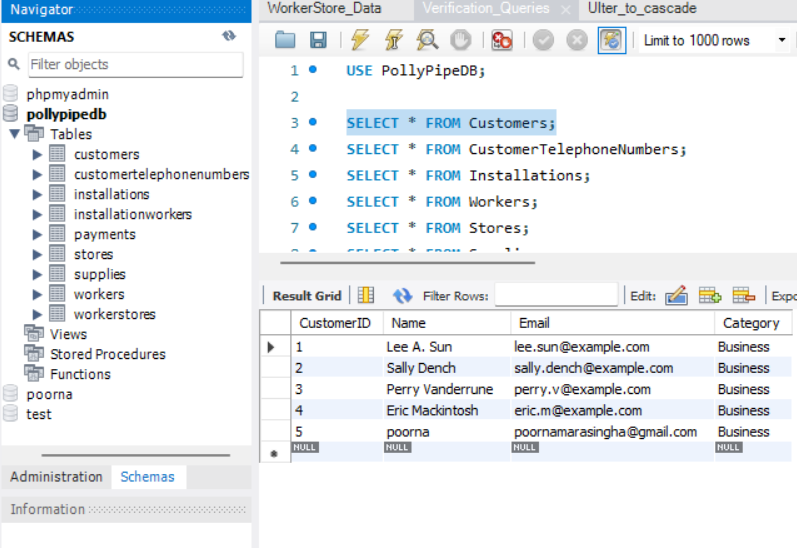 Navigator
SCHEMAS
Filter objects
phpmyadmin
pollypipedb
Tables
customers
customertelephonenumbers
installations
installationworkers
payments
stores
supplies
workers
workerstores
Views
Stored Procedures
Functions
poorna
test
Administration Schemas
Information
WorkerStore_Data Verification_Queries Ulter_to_cascade
Limit to 1000 rows
1 USE PollyPipeDB;
2
3 SELECT * FROM Customers;
4 SELECT * FROM CustomerTelephoneNumbers;
5 SELECT * FROM Installations;
6 SELECT * FROM Workers;
7 SELECT * FROM Stores;
Result Grid Filter Rows: Edit: Expo
CustomerID Name Email Category
1 Lee A. Sun lee.sun@example.com Business
2 Sally Dench sally.dench@example.com Business
3 Perry Vanderrune perry.v@example.com Business
4 Eric Mackintosh eric.m@example.com Business
5 poorna poornamarasingha@gmail.com Business
NULL NULL NULL NULL